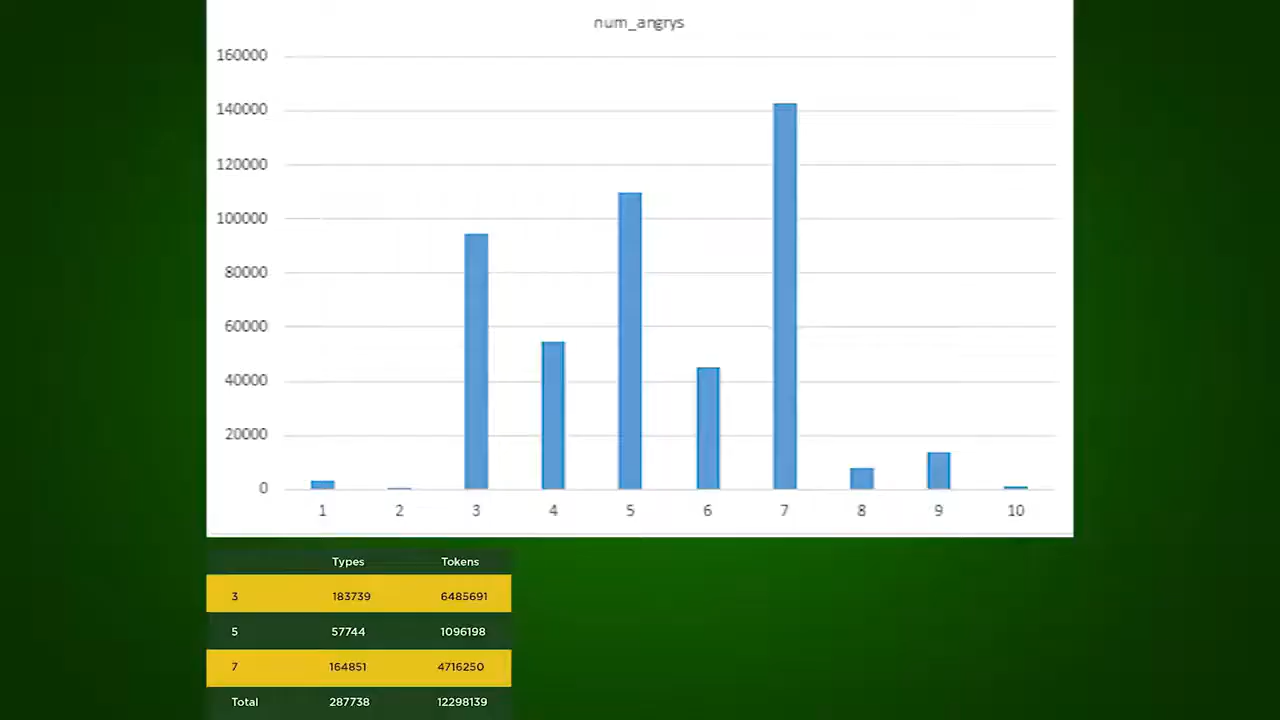 num_angrys
160000
140000
120000
100000
80000
60000
40000
20000
0
1 2 3 4 5 6 7 8 9 10
Types Tokens
3 183739 6485691
5 57744 1096198
7 164851 4716250
Total 287738 12298139